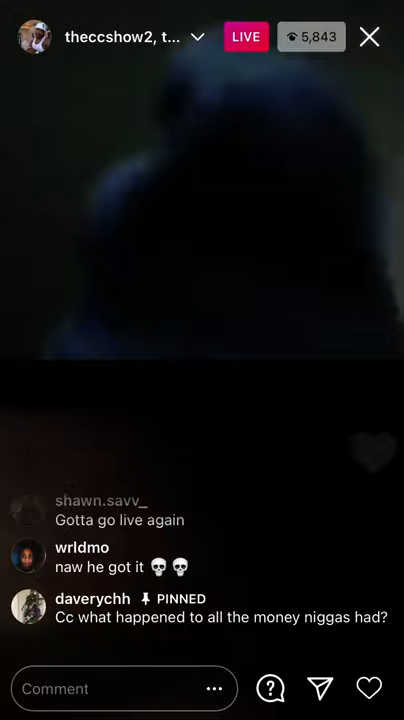 theccshow2, t... LIVE 5,843
shawn.savv_
Gotta go live again
wrldmo
naw he got it 💀💀
daverychh PINNED
Cc what happened to all the money niggas had?
Comment